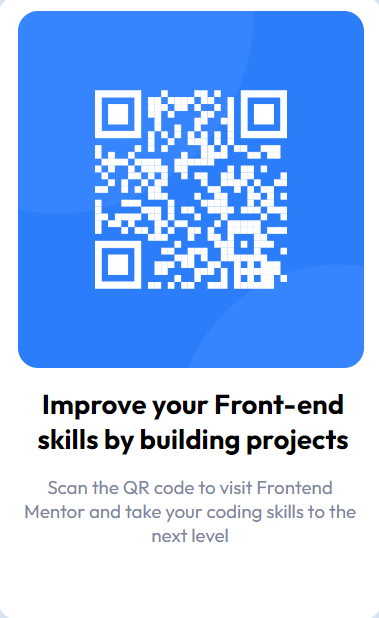 Improve your Front-end
skills by building projects
Scan the QR code to visit Frontend
Mentor and take your coding skills to the
next level